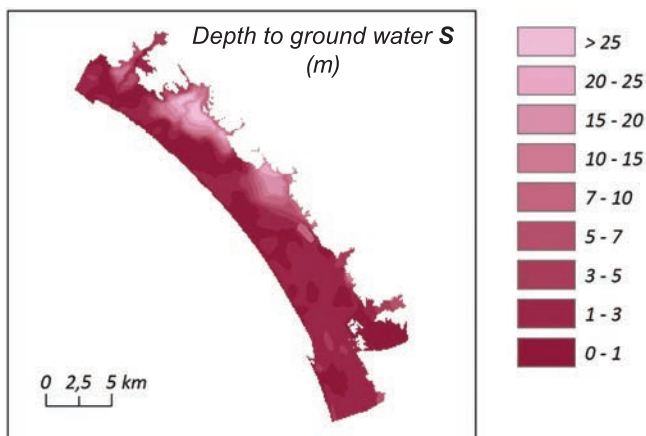 Depth to ground water S
(m)
> 25
20 - 25
15 - 20
10 - 15
7 - 10
5 - 7
3 - 5
1 - 3
0 - 1
0 2,5 5 km